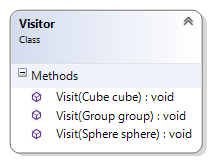 Visitor
Class
Methods
Visit(Cube cube) : void
Visit(Group group) : void
Visit(Sphere sphere) : void